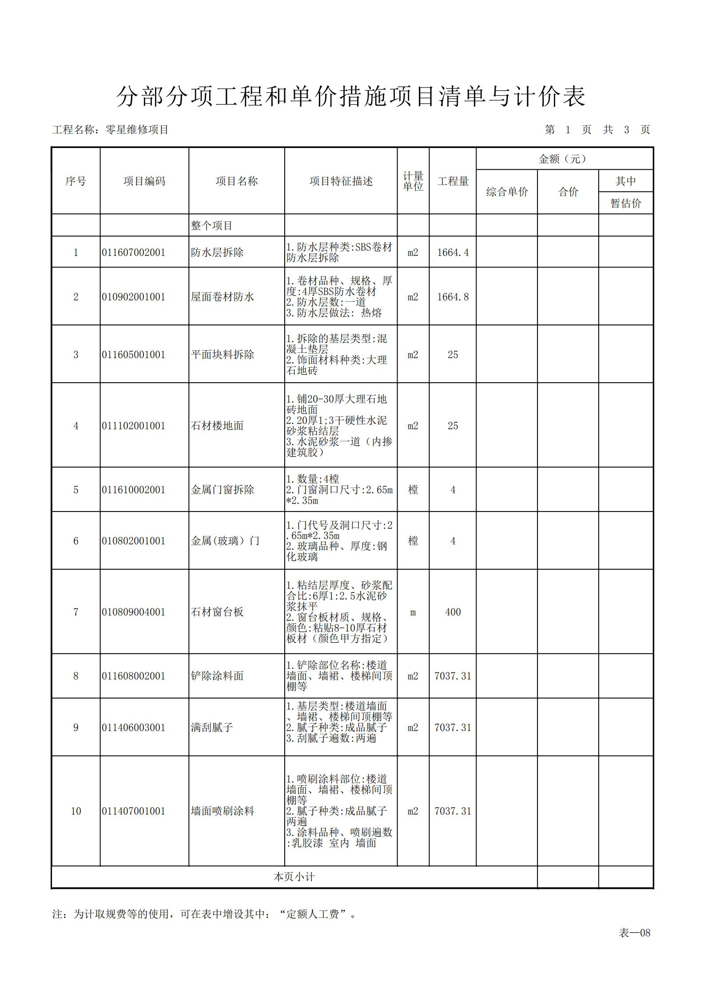 分部分项工程和单价措施项目清单与计价表
工程名称：零星维修项目
第 1 页 共 3 页
序号
项目编码
项目名称
项目特征描述
计量
单位
工程量
金额（元）
综合单价
合价
其中
暂估价
整个项目
1
011607002001
防水层拆除
1.防水层种类:SBS卷材
防水层拆除
m2
1664.4
2
010902001001
屋面卷材防水
1.卷材品种、规格、厚
度:4厚SBS防水卷材
2.防水层数:一道
3.防水层做法: 热熔
m2
1664.8
3
011605001001
平面块料拆除
1.拆除的基层类型:混
凝土垫层
2.饰面材料种类:大理
石地砖
m2
25
4
011102001001
石材楼地面
1.铺20-30厚大理石地
砖地面
2.20厚1;3干硬性水泥
砂浆粘结层
3.水泥砂浆一道（内掺
建筑胶）
m2
25
5
011610002001
金属门窗拆除
1.数量:4樘
2.门窗洞口尺寸:2.65m
*2.35m
樘
4
6
010802001001
金属(玻璃）门
1.门代号及洞口尺寸:2
.65m*2.35m
2.玻璃品种、厚度:钢
化玻璃
樘
4
7
010809004001
石材窗台板
1.粘结层厚度、砂浆配
合比:6厚1:2.5水泥砂
浆抹平
2.窗台板材质、规格、
颜色:粘贴8-10厚石材
板材（颜色甲方指定）
m
400
8
011608002001
铲除涂料面
1.铲除部位名称:楼道
墙面、墙裙、楼梯间顶
棚等
m2
7037.31
9
011406003001
满刮腻子
1.基层类型:楼道墙面
、墙裙、楼梯间顶棚等
2.腻子种类:成品腻子
3.刮腻子遍数:两遍
m2
7037.31
10
011407001001
墙面喷刷涂料
1.喷刷涂料部位:楼道
墙面、墙裙、楼梯间顶
棚等
2.腻子种类:成品腻子
两遍
3.涂料品种、喷刷遍数
:乳胶漆 室内 墙面
m2
7037.31
本页小计
注：为计取规费等的使用，可在表中增设其中：“定额人工费”。
表—08